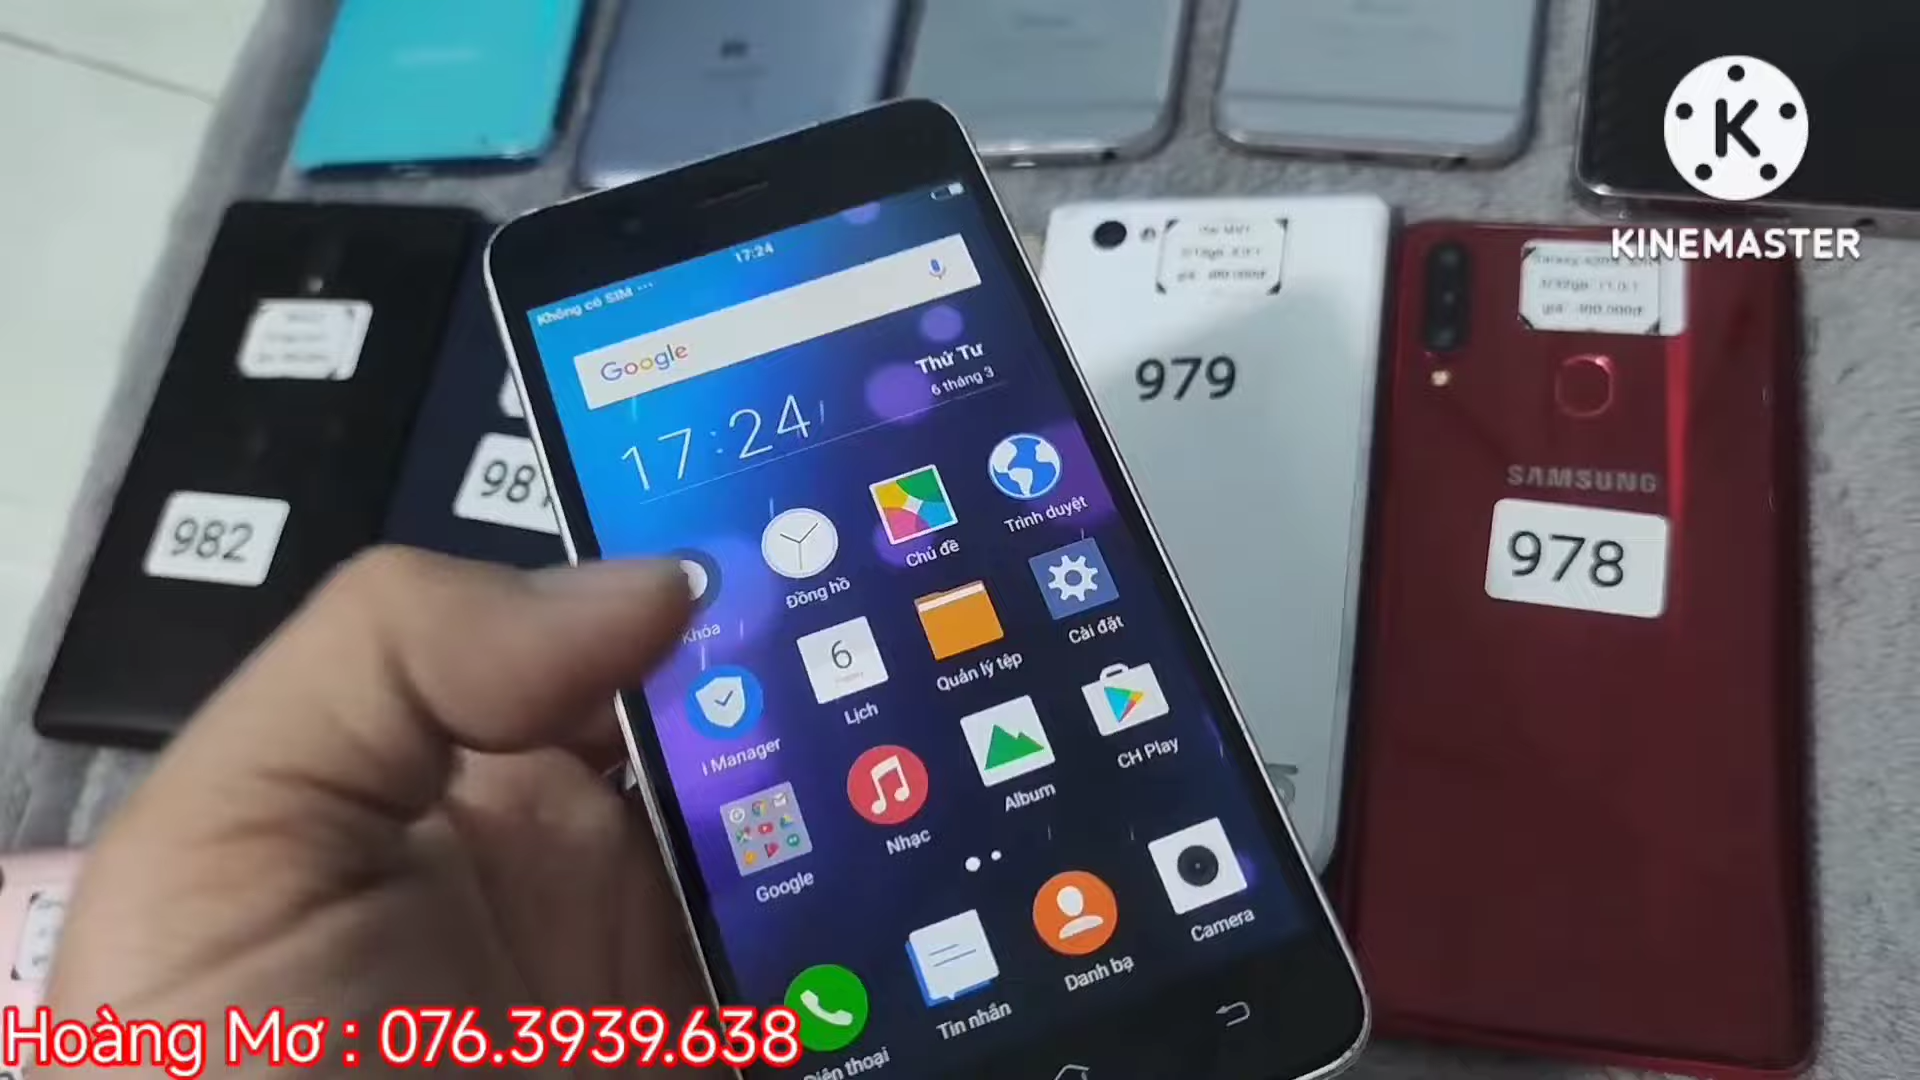 KINEMASTER
17:24
Không có SIM ...
Google
Thứ Tư
6 tháng 3
17:24
979
SAMSUNG
978
982
981
Khóa
Đồng hồ
Chủ đề
Trình duyệt
i Manager
6
Lịch
Quản lý tệp
Cài đặt
Google
Nhạc
Album
CH Play
Điện thoại
Tin nhắn
Danh bạ
Camera
Hoàng Mơ : 076.3939.638